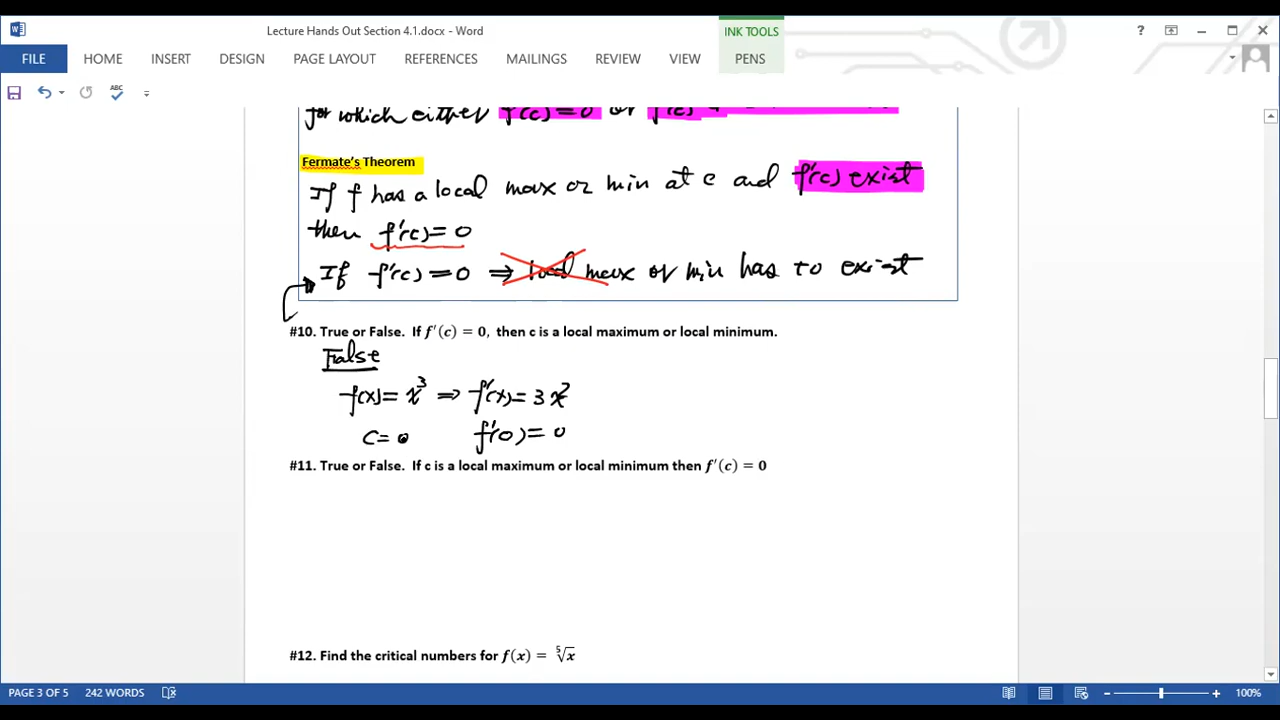 Lecture Hands Out Section 4.1.docx - Word
INK TOOLS
FILE HOME INSERT DESIGN PAGE LAYOUT REFERENCES MAILINGS REVIEW VIEW PENS
for which either f'(c) = 0 or f'(c)
Fermate's Theorem
If f has a local max or min at c and f'(c) exist
then f'(c) = 0
If f'(c) = 0 ⇒ local max or min has to exist
#10. True or False. If f′(c) = 0, then c is a local maximum or local minimum.
False
f(x) = x³ ⇒ f'(x) = 3x²
C = 0 f'(0) = 0
#11. True or False. If c is a local maximum or local minimum then f′(c) = 0
#12. Find the critical numbers for f(x) = ⁵√x
PAGE 3 OF 5 242 WORDS 100%